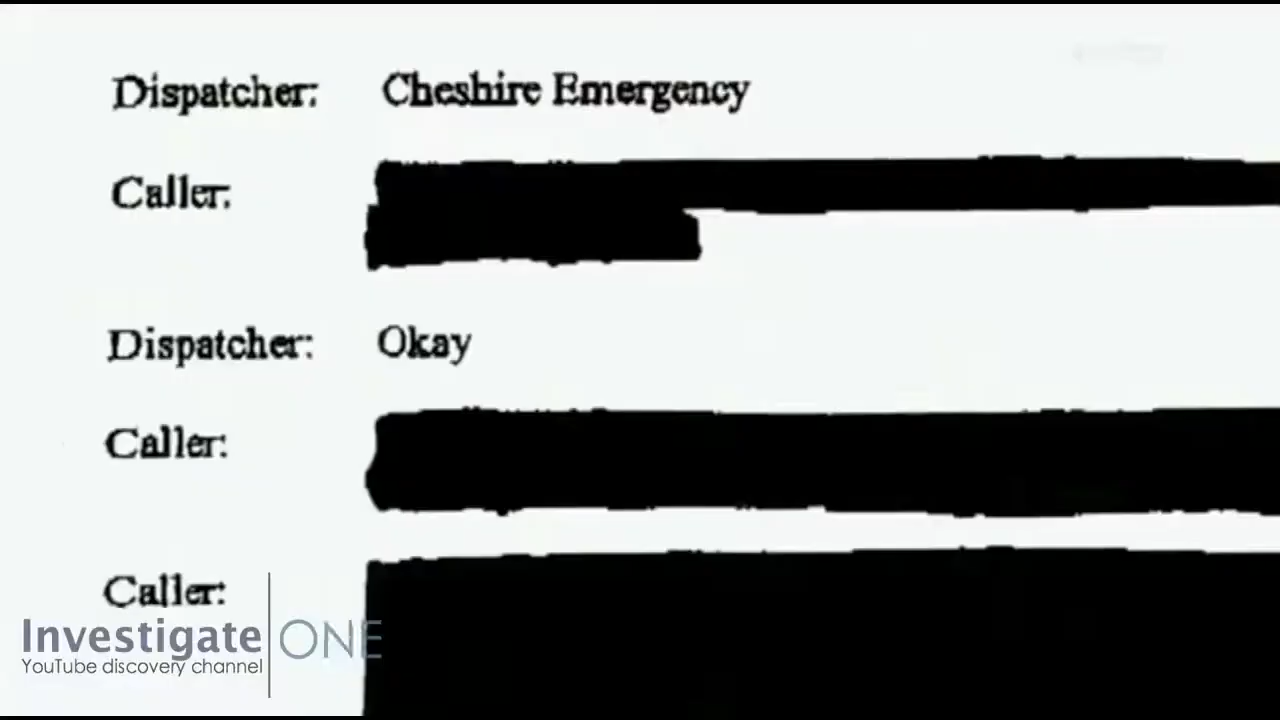 Dispatcher: Cheshire Emergency
Caller:
Dispatcher: Okay
Caller:
Caller:
Investigate ONE
YouTube discovery channel